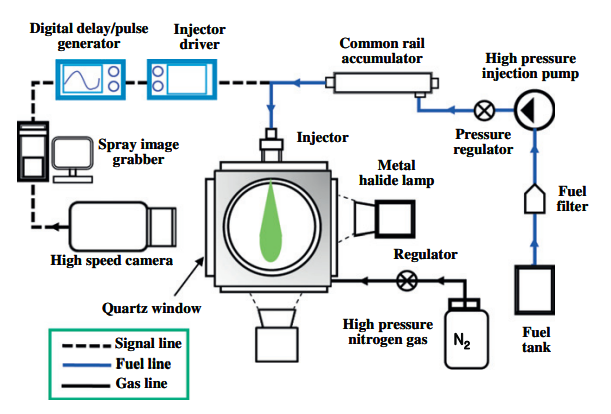 Digital delay/pulse
generator
Injector
driver
Common rail
accumulator
High pressure
injection pump
Injector
Pressure
regulator
Spray image
grabber
Metal
halide lamp
Fuel
filter
High speed camera
Regulator
Quartz window
High pressure
nitrogen gas
N₂
Fuel
tank
Signal line
Fuel line
Gas line